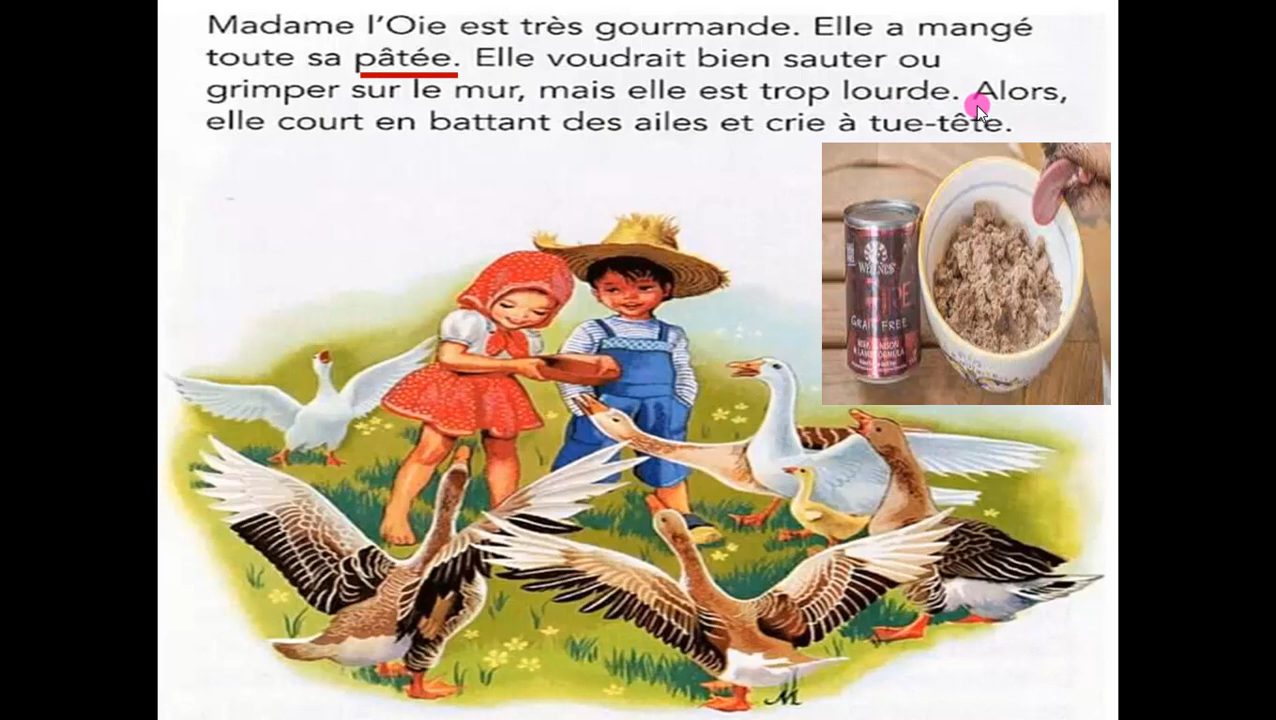 Madame l'Oie est très gourmande. Elle a mangé
toute sa pâtée. Elle voudrait bien sauter ou
grimper sur le mur, mais elle est trop lourde. Alors,
elle court en battant des ailes et crie à tue-tête.
GRAIN FREE
M